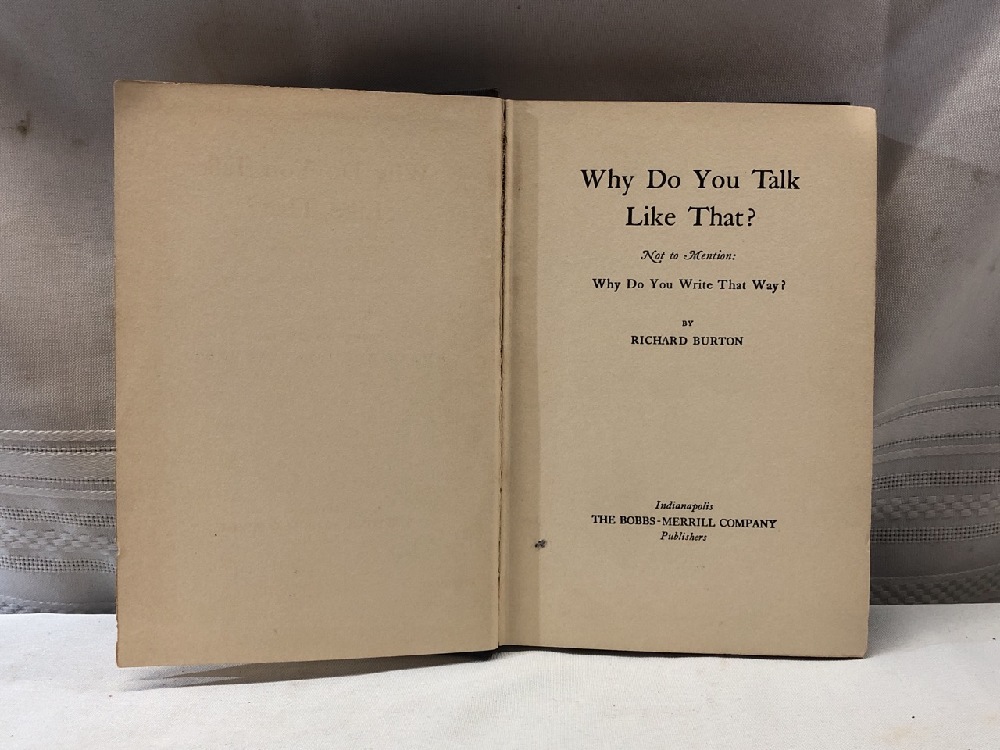 Why Do You Talk
Like That?
Not to Mention:
Why Do You Write That Way?
BY
RICHARD BURTON
Indianapolis
THE BOBBS-MERRILL COMPANY
Publishers